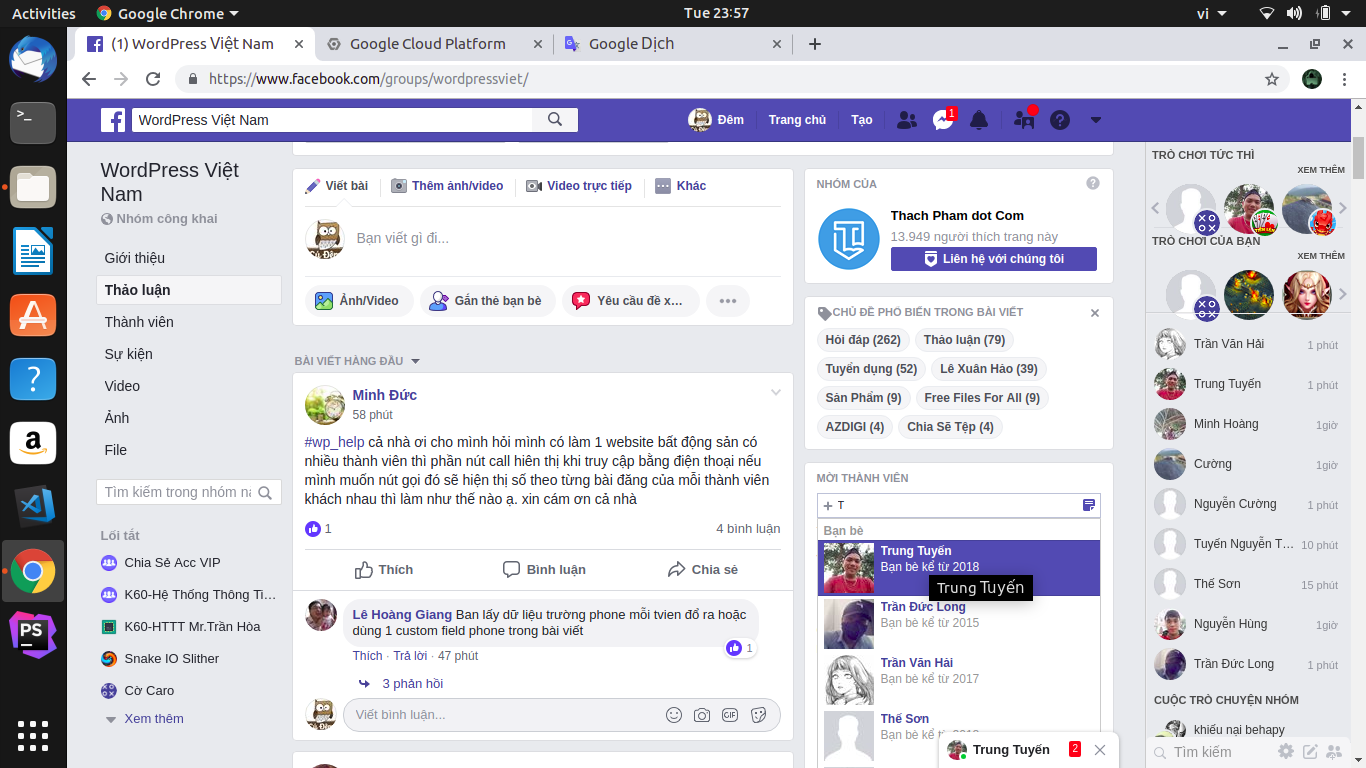 Activities
Google Chrome
Tue 23:57
vi
(1) WordPress Việt Nam
Google Cloud Platform
Google Dịch
https://www.facebook.com/groups/wordpressviet/
WordPress Việt Nam
Đêm
Trang chủ
Tạo
1
WordPress Việt
Nam
Nhóm công khai
Giới thiệu
Thảo luận
Thành viên
Sự kiện
Video
Ảnh
File
Tìm kiếm trong nhóm nà
Lối tắt
Chia Sẻ Acc VIP
K60-Hệ Thống Thông Ti…
K60-HTTT Mr.Trần Hòa
Snake IO Slither
Cờ Caro
Xem thêm
Viết bài
Thêm ảnh/video
Video trực tiếp
Khác
Bạn viết gì đi...
Ảnh/Video
Gắn thẻ bạn bè
Yêu cầu đề x…
BÀI VIẾT HÀNG ĐẦU
Minh Đức
58 phút
#wp_help cả nhà ơi cho mình hỏi mình có làm 1 website bất động sản có
nhiều thành viên thì phần nút call hiên thị khi truy cập bằng điện thoại nếu
mình muốn nút gọi đó sẽ hiện thị số theo từng bài đăng của mỗi thành viên
khách nhau thì làm như thế nào ạ. xin cám ơn cả nhà
1
4 bình luận
Thích
Bình luận
Chia sẻ
Lê Hoàng Giang Ban lấy dữ liệu trường phone mỗi tvien đổ ra hoặc
dùng 1 custom field phone trong bài viết
1
Thích · Trả lời · 47 phút
3 phản hồi
Viết bình luận...
GIF
NHÓM CỦA
Thach Pham dot Com
13.949 người thích trang này
Liên hệ với chúng tôi
CHỦ ĐỀ PHỔ BIẾN TRONG BÀI VIẾT
Hỏi đáp (262)
Thảo luận (79)
Tuyển dụng (52)
Lê Xuân Hảo (39)
Sản Phẩm (9)
Free Files For All (9)
AZDIGI (4)
Chia Sẽ Tệp (4)
MỜI THÀNH VIÊN
+ T
Bạn bè
Trung Tuyến
Bạn bè kể từ 2018
Trung Tuyến
Trần Đức Long
Bạn bè kể từ 2015
Trần Văn Hải
Bạn bè kể từ 2017
Thế Sơn
Trung Tuyến
2
TRÒ CHƠI TỨC THÌ
XEM THÊM
TRÒ CHƠI CỦA BẠN
XEM THÊM
Trần Văn Hải
1 phút
Trung Tuyến
1 phút
Minh Hoàng
1giờ
Cường
1giờ
Nguyễn Cường
1 phút
Tuyến Nguyễn T…
10 phút
Thế Sơn
15 phút
Nguyễn Hùng
1giờ
Trần Đức Long
1 phút
CUỘC TRÒ CHUYỆN NHÓM
khiếu nại behapy
Tìm kiếm
PS